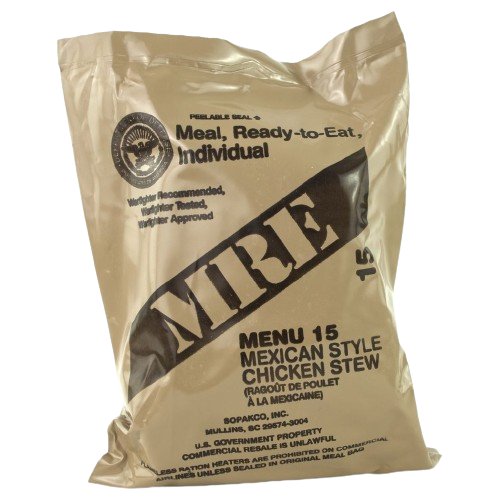 PEELABLE SEAL
Meal, Ready-to-Eat,
Individual
Warfighter Recommended,
Warfighter Tested,
Warfighter Approved
MRE
15
MENU 15
MEXICAN STYLE
CHICKEN STEW
(RAGOÛT DE POULET
À LA MEXICAINE)
SOPAKCO, INC.
MULLINS, SC 29574-3004
U.S. GOVERNMENT PROPERTY
COMMERCIAL RESALE IS UNLAWFUL
RATION HEATERS ARE PROHIBITED ON COMMERCIAL
AIRLINES UNLESS SEALED IN ORIGINAL MEAL BAG